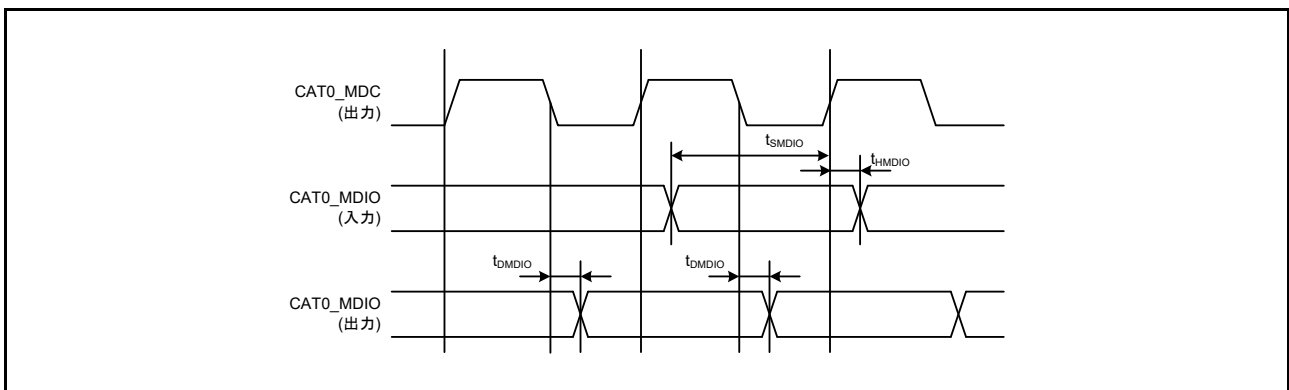 CAT0_MDC
(出力)
tSMDIO
tHMDIO
CAT0_MDIO
(入力)
tDMDIO
tDMDIO
CAT0_MDIO
(出力)